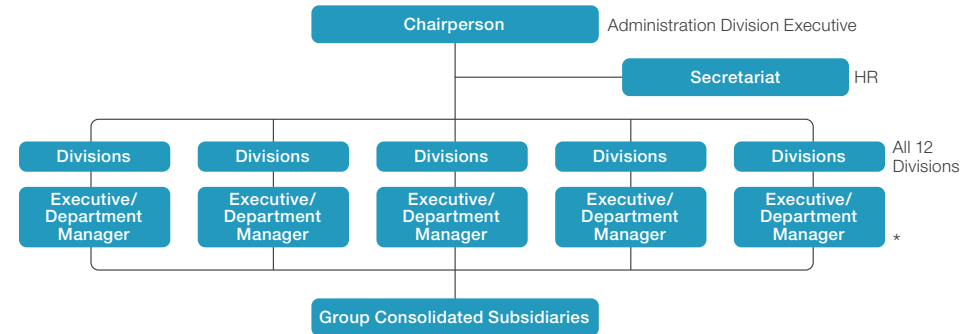 Chairperson
Administration Division Executive
Secretariat
HR
Divisions
Divisions
Divisions
Divisions
Divisions
All 12
Divisions
Executive/
Department
Manager
Executive/
Department
Manager
Executive/
Department
Manager
Executive/
Department
Manager
Executive/
Department
Manager
*
Group Consolidated Subsidiaries